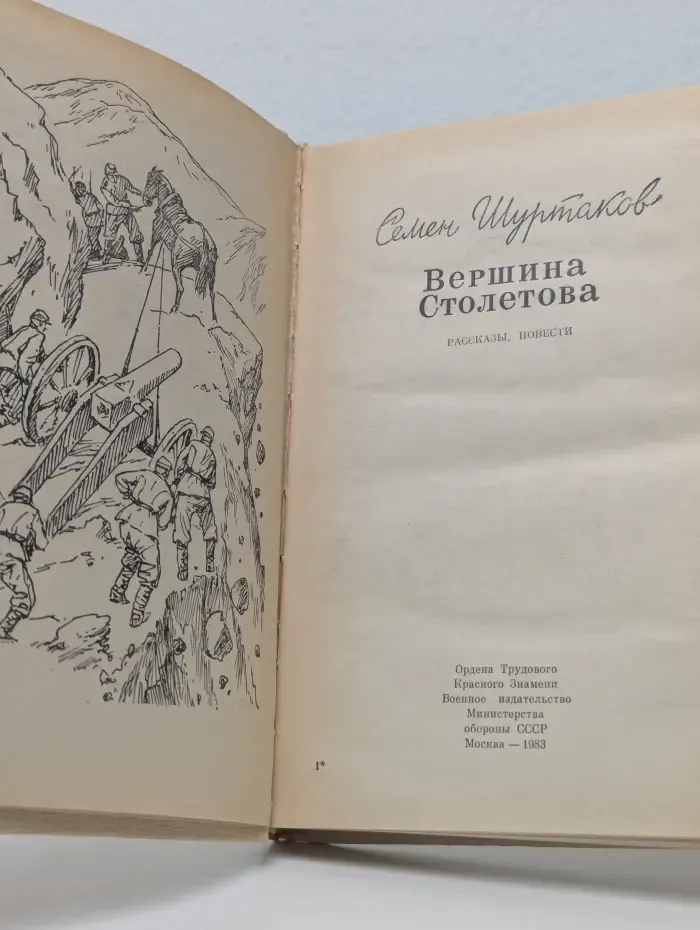 Семен Шуртаков
Вершина
Столетова
РАССКАЗЫ, ПОВЕСТИ
Ордена Трудового
Красного Знамени
Военное издательство
Министерства
обороны СССР
Москва — 1983
1*